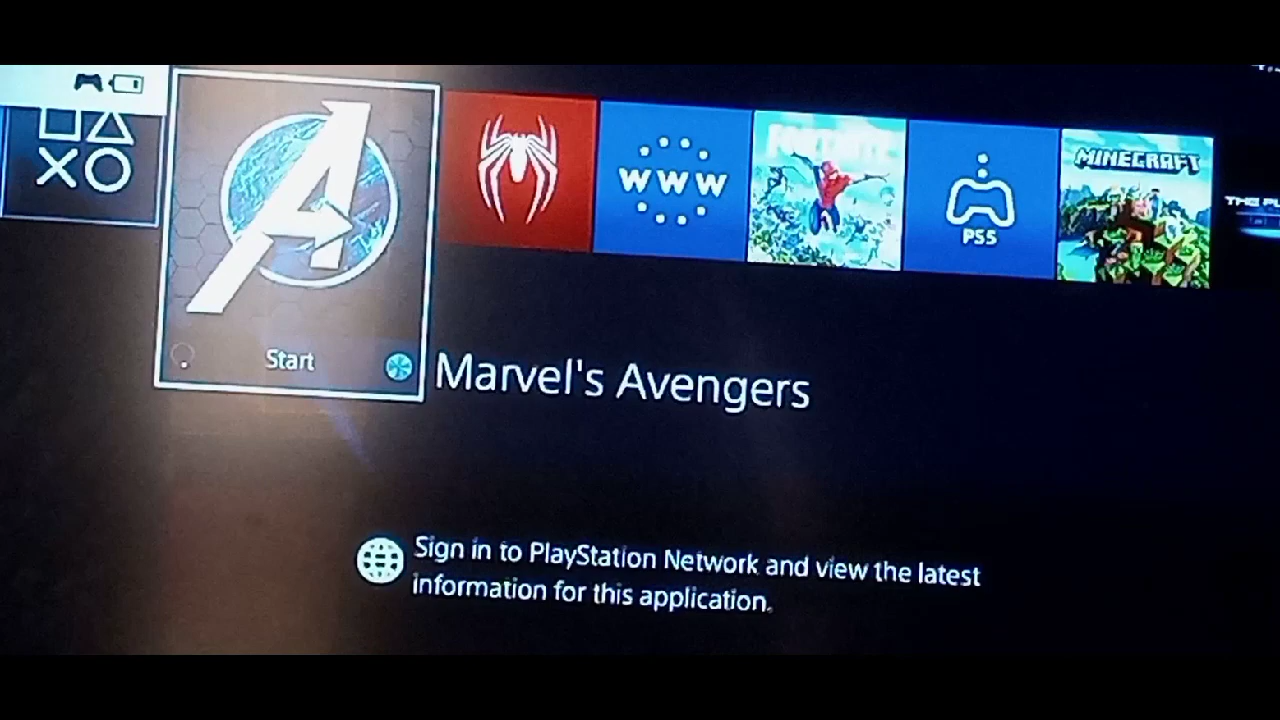 WWW
FORTNITE
PS5
MINECRAFT
Start
Marvel's Avengers
Sign in to PlayStation Network and view the latest
information for this application.